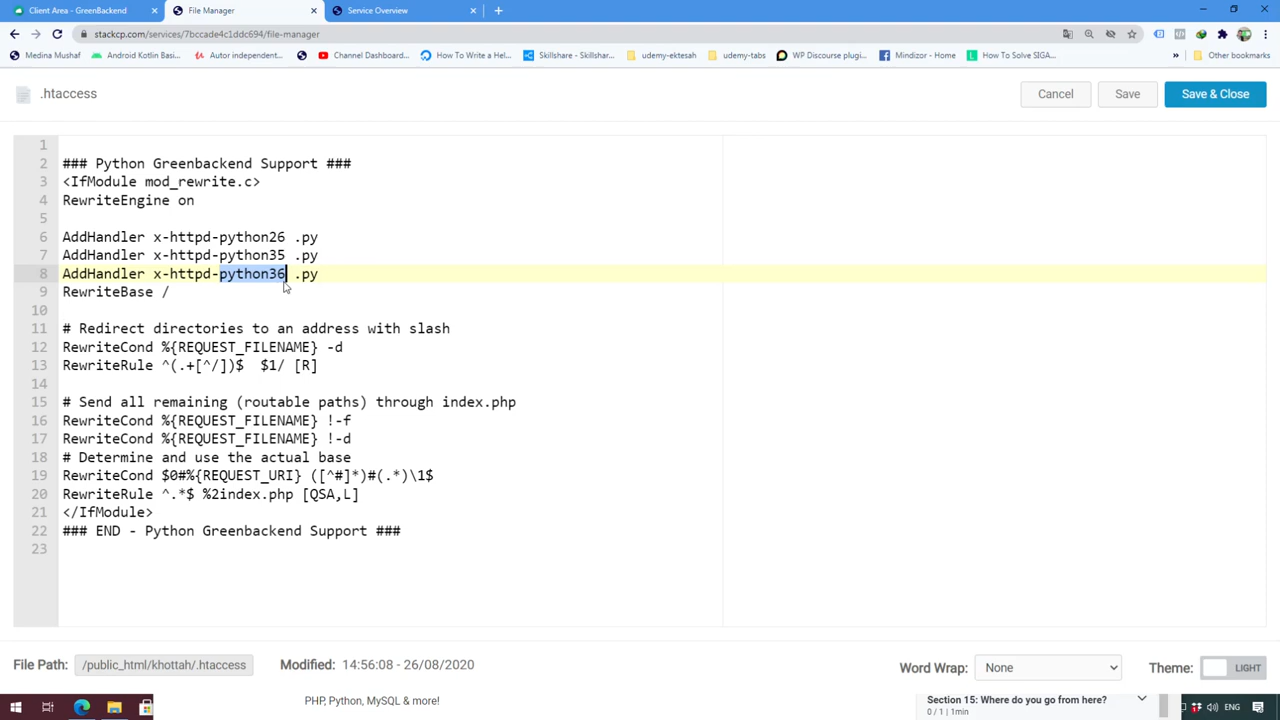 Client Area - GreenBackend
File Manager
Service Overview
stackcp.com/services/7bccade4c1ddc694/file-manager
Medina Mushaf
Android Kotlin Basi...
Autor independent...
Channel Dashboard...
How To Write a Hel...
Skillshare - Skillshar...
udemy-ektesah
udemy-tabs
WP Discourse plugi...
Mindizor - Home
How To Solve SIGA...
»
Other bookmarks
.htaccess
Cancel
Save
Save & Close
1
2 ### Python Greenbackend Support ###
3 <IfModule mod_rewrite.c>
4 RewriteEngine on
5
6 AddHandler x-httpd-python26 .py
7 AddHandler x-httpd-python35 .py
8 AddHandler x-httpd-python36 .py
9 RewriteBase /
10
11 # Redirect directories to an address with slash
12 RewriteCond %{REQUEST_FILENAME} -d
13 RewriteRule ^(.+[^/])$  $1/ [R]
14
15 # Send all remaining (routable paths) through index.php
16 RewriteCond %{REQUEST_FILENAME} !-f
17 RewriteCond %{REQUEST_FILENAME} !-d
18 # Determine and use the actual base
19 RewriteCond $0#%{REQUEST_URI} ([^#]*)#(.*)\1$
20 RewriteRule ^.*$ %2index.php [QSA,L]
21 </IfModule>
22 ### END - Python Greenbackend Support ###
23
File Path: /public_html/khottah/.htaccess
Modified: 14:56:08 - 26/08/2020
Word Wrap: None
Theme: LIGHT
PHP, Python, MySQL & more!
Section 15: Where do you go from here?
0 / 1 | 1min
ENG